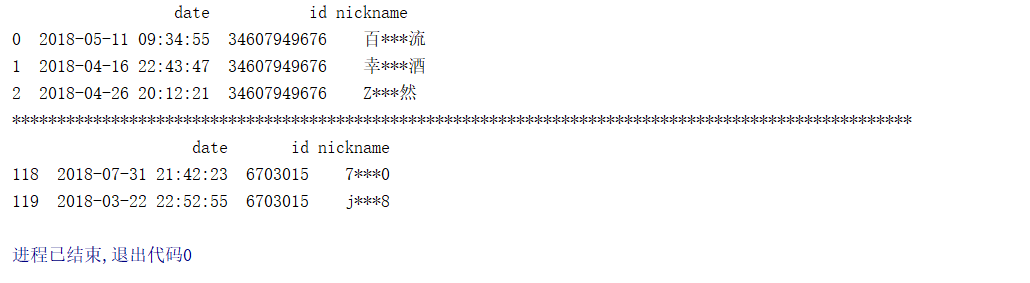 date id nickname
0 2018-05-11 09:34:55 34607949676 百***流
1 2018-04-16 22:43:47 34607949676 幸***酒
2 2018-04-26 20:12:21 34607949676 Z***然
****************************************************************************************************
date id nickname
118 2018-07-31 21:42:23 6703015 7***0
119 2018-03-22 22:52:55 6703015 j***8
进程已结束,退出代码0